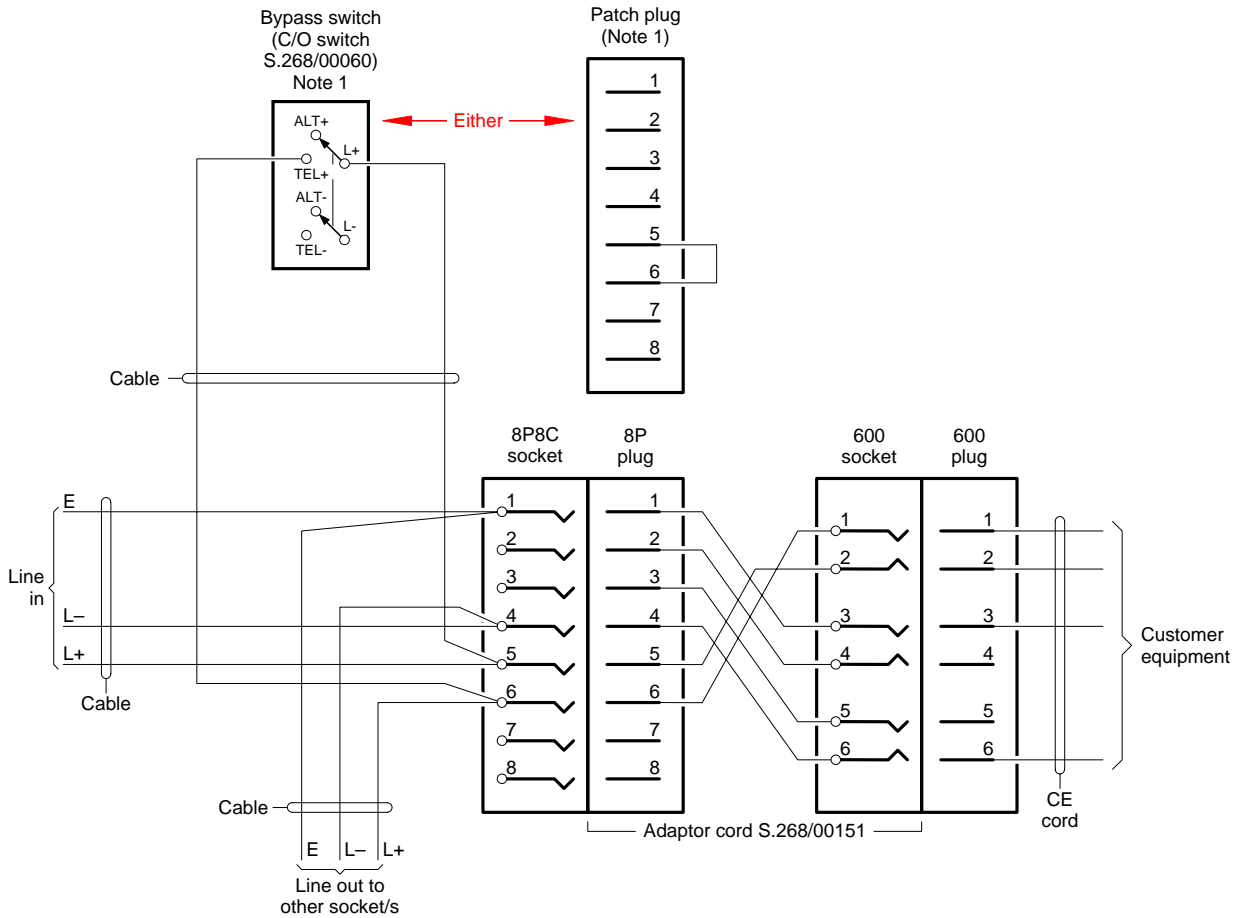 Bypass switch
(C/O switch
S.268/00060)
Note 1
ALT+
L+
TEL+
ALT-
L-
TEL-
Either
Patch plug
(Note 1)
1
2
3
4
5
6
7
8
Cable
8P8C
socket
8P
plug
600
socket
600
plug
Line
in
E
L–
L+
Cable
1
2
3
4
5
6
7
8
1
2
3
4
5
6
7
8
1
2
3
4
5
6
1
2
3
4
5
6
Customer
equipment
CE
cord
Adaptor cord S.268/00151
Cable
E
L–
L+
Line out to
other socket/s